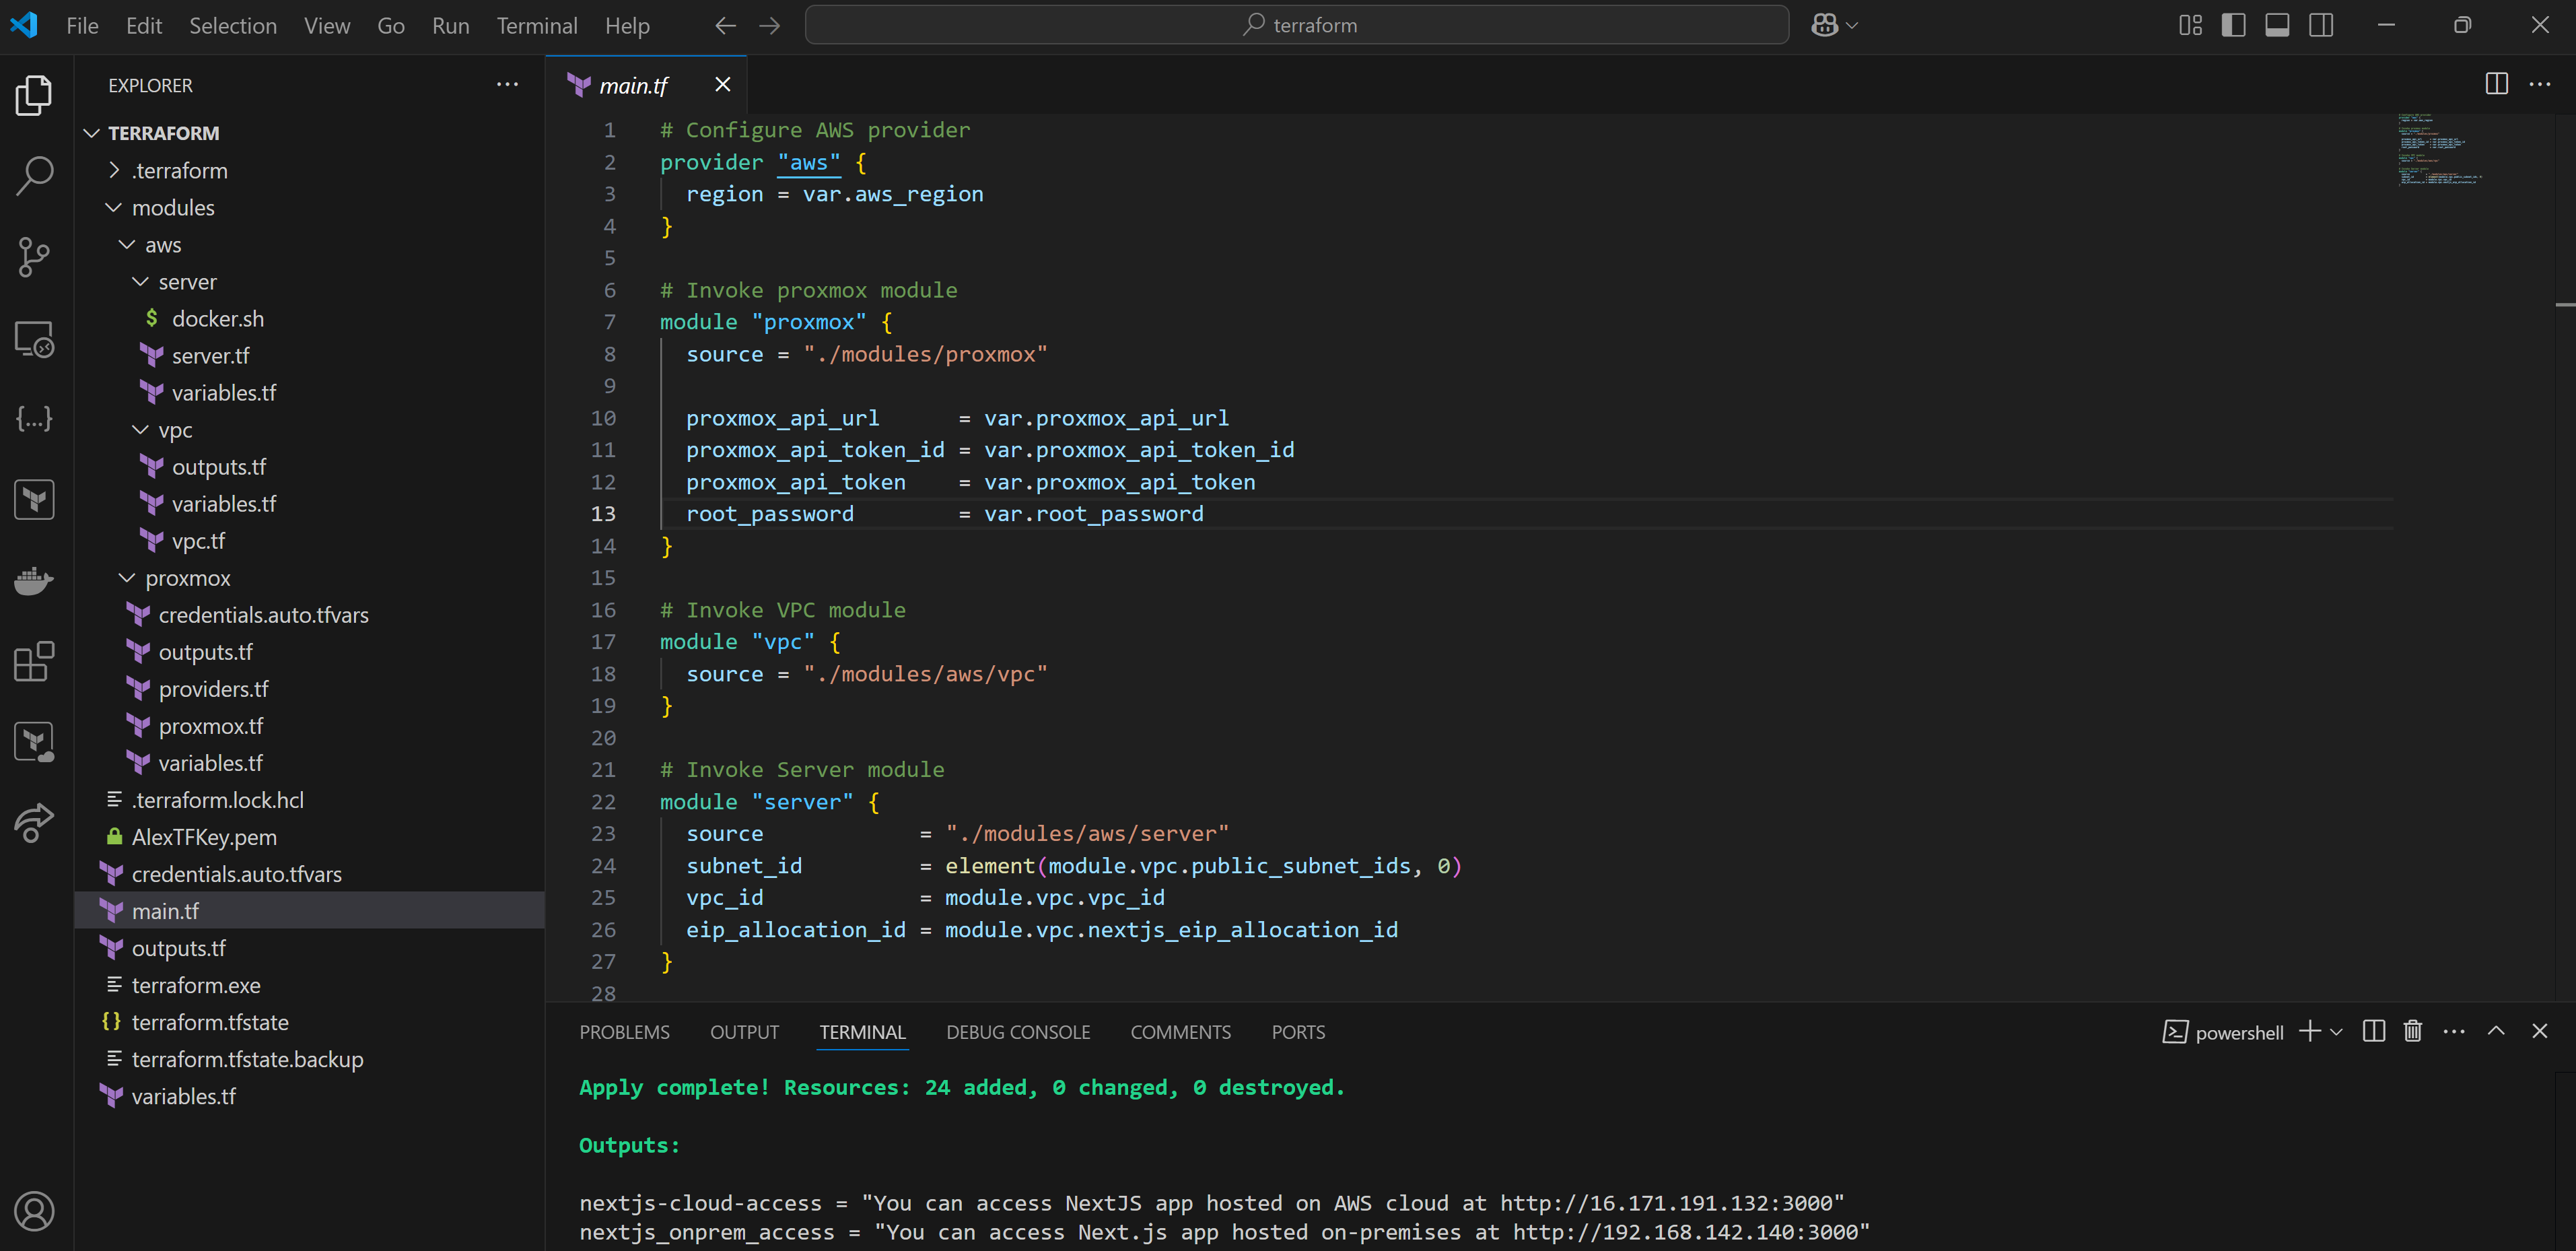 File Edit Selection View Go Run Terminal Help
terraform
EXPLORER
TERRAFORM
.terraform
modules
aws
server
docker.sh
server.tf
variables.tf
vpc
outputs.tf
variables.tf
vpc.tf
proxmox
credentials.auto.tfvars
outputs.tf
providers.tf
proxmox.tf
variables.tf
.terraform.lock.hcl
AlexTFKey.pem
credentials.auto.tfvars
main.tf
outputs.tf
terraform.exe
terraform.tfstate
terraform.tfstate.backup
variables.tf
main.tf
1 # Configure AWS provider
2 provider "aws" {
3   region = var.aws_region
4 }
5
6 # Invoke proxmox module
7 module "proxmox" {
8   source = "./modules/proxmox"
9
10   proxmox_api_url      = var.proxmox_api_url
11   proxmox_api_token_id = var.proxmox_api_token_id
12   proxmox_api_token    = var.proxmox_api_token
13   root_password        = var.root_password
14 }
15
16 # Invoke VPC module
17 module "vpc" {
18   source = "./modules/aws/vpc"
19 }
20
21 # Invoke Server module
22 module "server" {
23   source            = "./modules/aws/server"
24   subnet_id         = element(module.vpc.public_subnet_ids, 0)
25   vpc_id            = module.vpc.vpc_id
26   eip_allocation_id = module.vpc.nextjs_eip_allocation_id
27 }
28
PROBLEMS OUTPUT TERMINAL DEBUG CONSOLE COMMENTS PORTS
powershell
Apply complete! Resources: 24 added, 0 changed, 0 destroyed.
Outputs:
nextjs-cloud-access = "You can access NextJS app hosted on AWS cloud at http://16.171.191.132:3000"
nextjs_onprem_access = "You can access Next.js app hosted on-premises at http://192.168.142.140:3000"